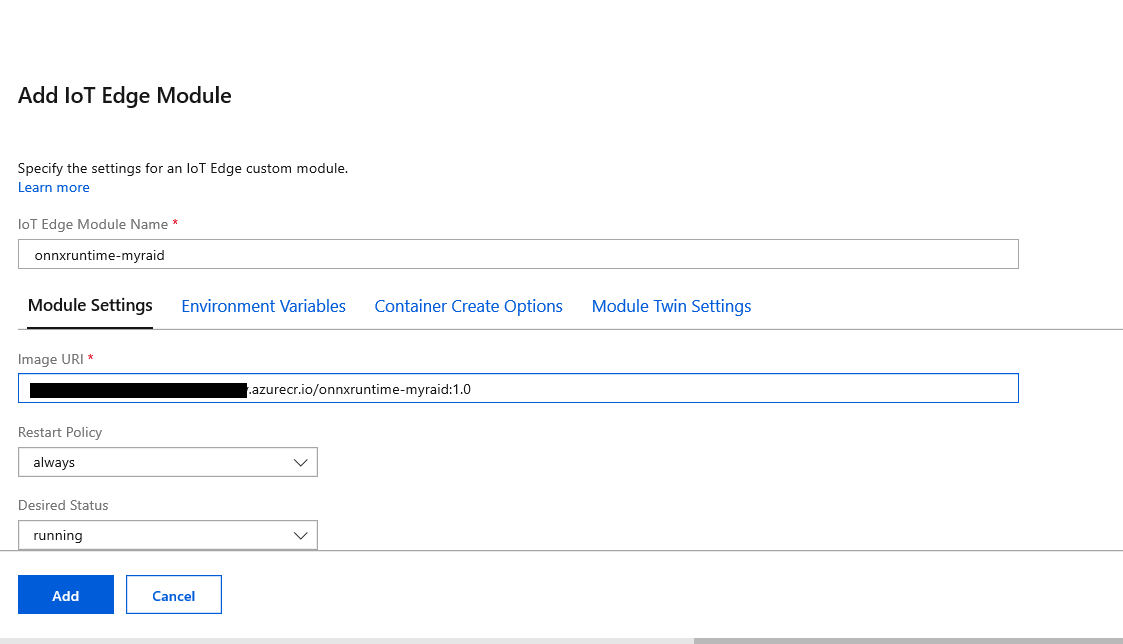 Add IoT Edge Module
Specify the settings for an IoT Edge custom module.
Learn more
IoT Edge Module Name *
onnxruntime-myraid
Module Settings Environment Variables Container Create Options Module Twin Settings
Image URI *
.azurecr.io/onnxruntime-myraid:1.0
Restart Policy
always
Desired Status
running
Add Cancel